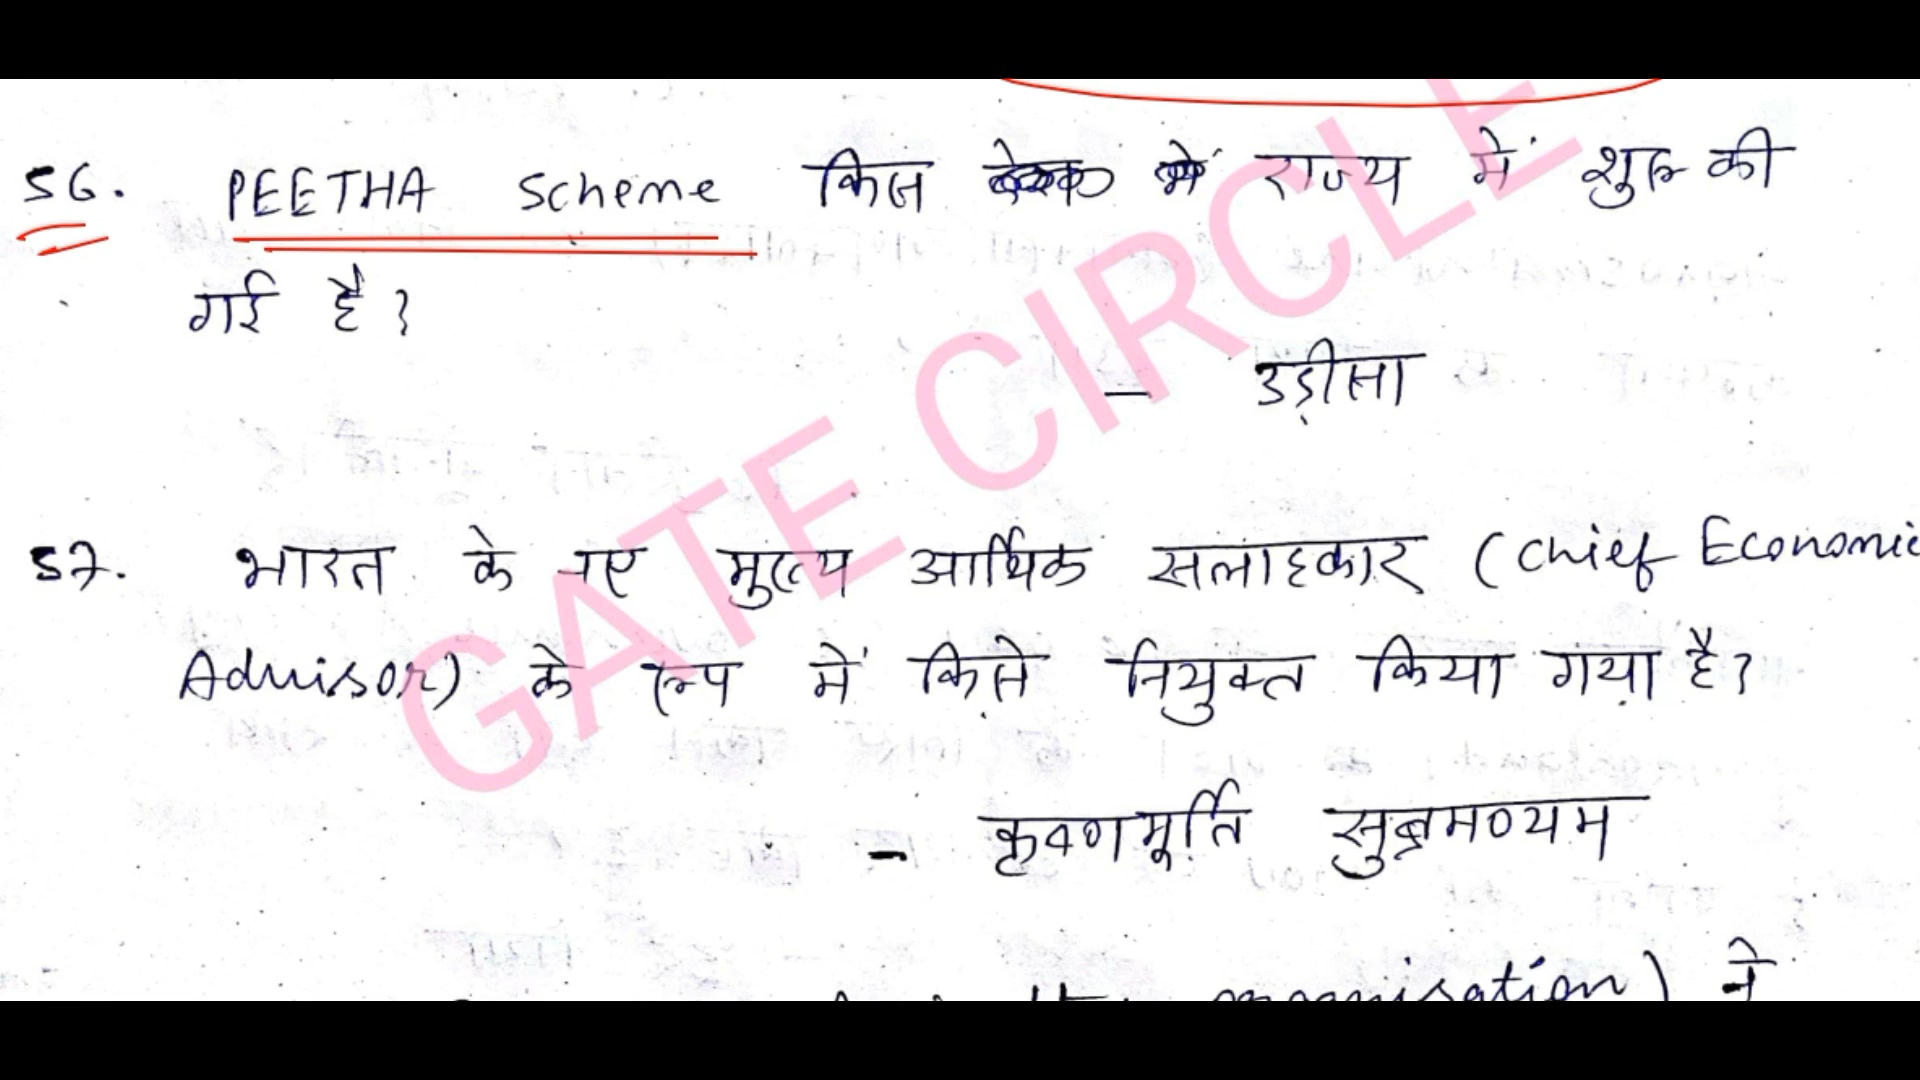 56. PEETHA Scheme किस राज्य में शुरू की
गई है?
— उड़ीसा
57. भारत के नए मुख्य आर्थिक सलाहकार (Chief Economic
Advisor) के रूप में किसे नियुक्त किया गया है?
- कृष्णमूर्ति सुब्रमण्यम
organisation) ने
GATE CIRCLE